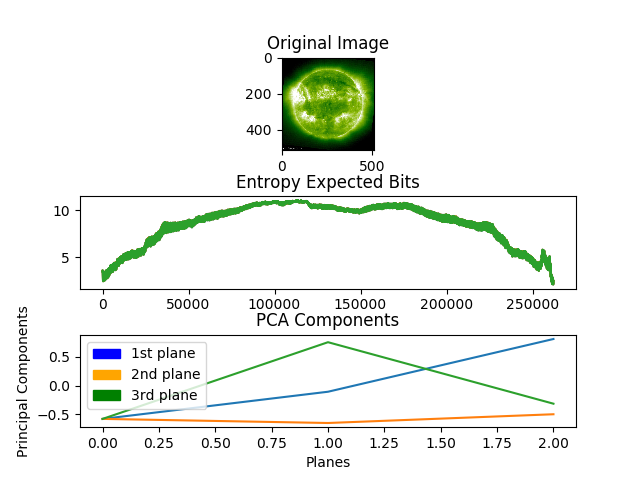 Original Image
0
200
400
0 500
Entropy Expected Bits
10
5
0 50000 100000 150000 200000 250000
PCA Components
Principal Components
0.5
0.0
−0.5
1st plane
2nd plane
3rd plane
0.00 0.25 0.50 0.75 1.00 1.25 1.50 1.75 2.00
Planes